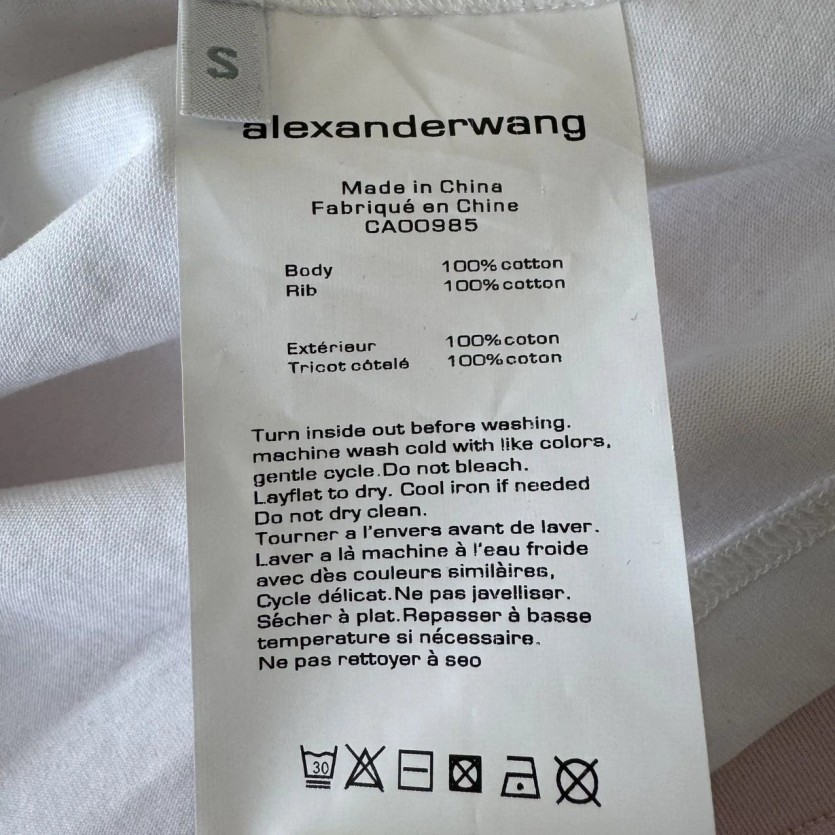 S
alexanderwang
Made in China
Fabriqué en Chine
CA00985
Body 100% cotton
Rib 100% cotton
Extérieur 100% coton
Tricot côtelé 100% coton
Turn inside out before washing.
machine wash cold with like colors,
gentle cycle.Do not bleach.
Layflet to dry. Cool iron if needed
Do not dry clean.
Tourner a l'envers avant de laver.
Laver a là machine à l'eau froide
avec dès couleurs similàires,
Cycle délicat.Ne pas javelliser.
Sécher à plat.Repasser à basse
temperature si nécessaire.
Ne pas rettoyer à seo
30